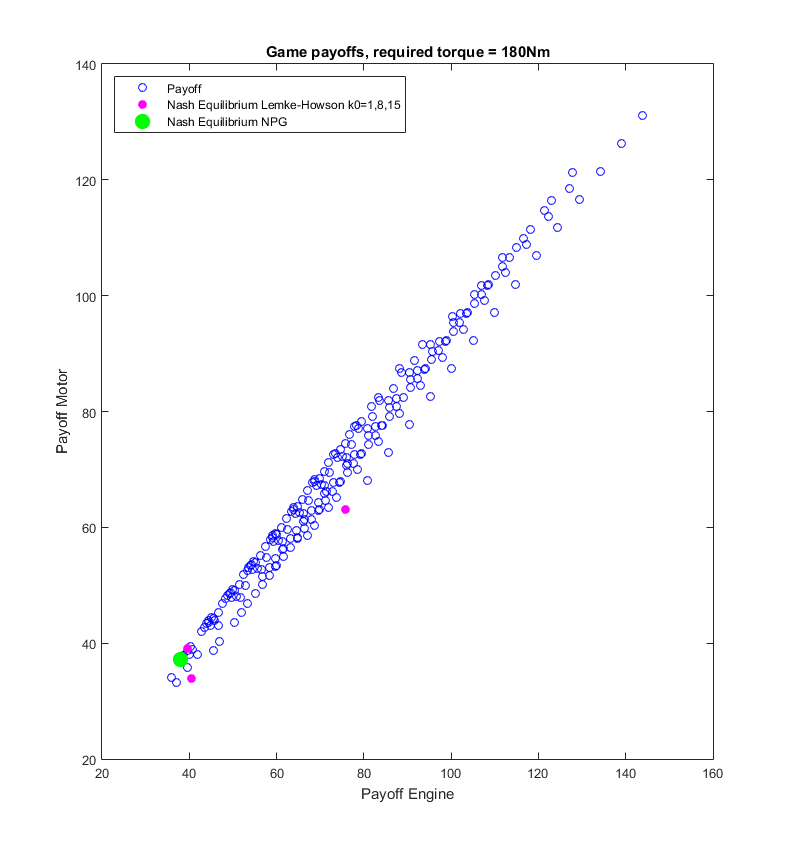 Game payoffs, required torque = 180Nm
Payoff
Nash Equilibrium Lemke-Howson k0=1,8,15
Nash Equilibrium NPG
140
120
100
80
60
40
20
Payoff Motor
20 40 60 80 100 120 140 160
Payoff Engine